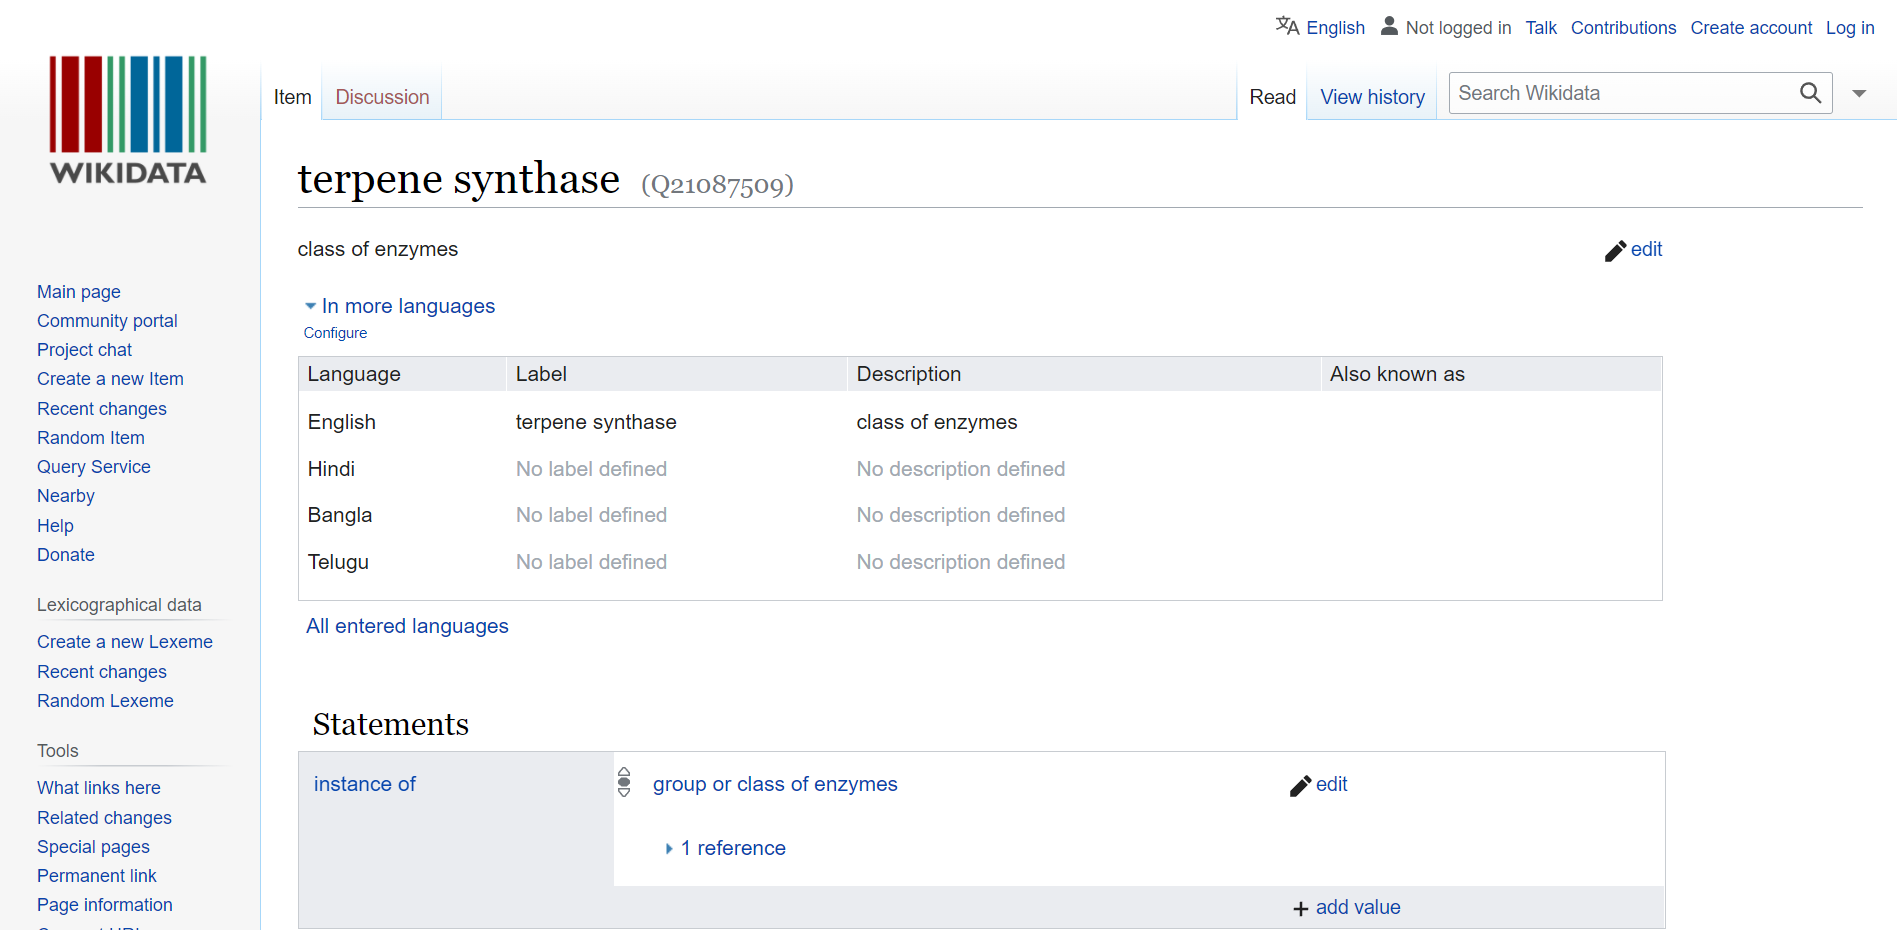 English Not logged in Talk Contributions Create account Log in
WIKIDATA
Item Discussion Read View history Search Wikidata
terpene synthase (Q21087509)
class of enzymes edit
In more languages
Configure
Language Label Description Also known as
English terpene synthase class of enzymes
Hindi No label defined No description defined
Bangla No label defined No description defined
Telugu No label defined No description defined
All entered languages
Statements
instance of group or class of enzymes edit
1 reference
add value
Main page
Community portal
Project chat
Create a new Item
Recent changes
Random Item
Query Service
Nearby
Help
Donate
Lexicographical data
Create a new Lexeme
Recent changes
Random Lexeme
Tools
What links here
Related changes
Special pages
Permanent link
Page information